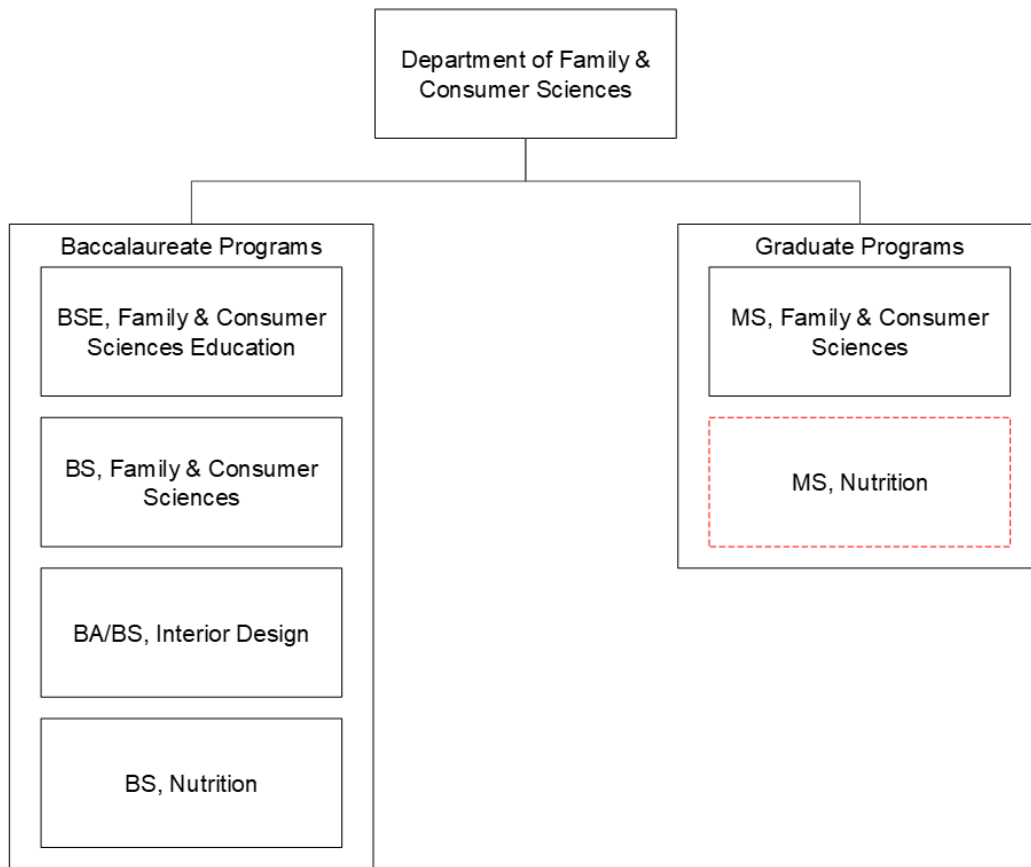 Department of Family &
Consumer Sciences
Baccalaureate Programs
BSE, Family & Consumer
Sciences Education
BS, Family & Consumer
Sciences
BA/BS, Interior Design
BS, Nutrition
Graduate Programs
MS, Family & Consumer
Sciences
MS, Nutrition